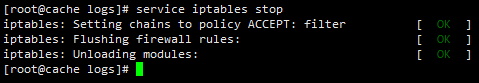 [root@cache logs]# service iptables stop
iptables: Setting chains to policy ACCEPT: filter          [  OK  ]
iptables: Flushing firewall rules:                         [  OK  ]
iptables: Unloading modules:                               [  OK  ]
[root@cache logs]#